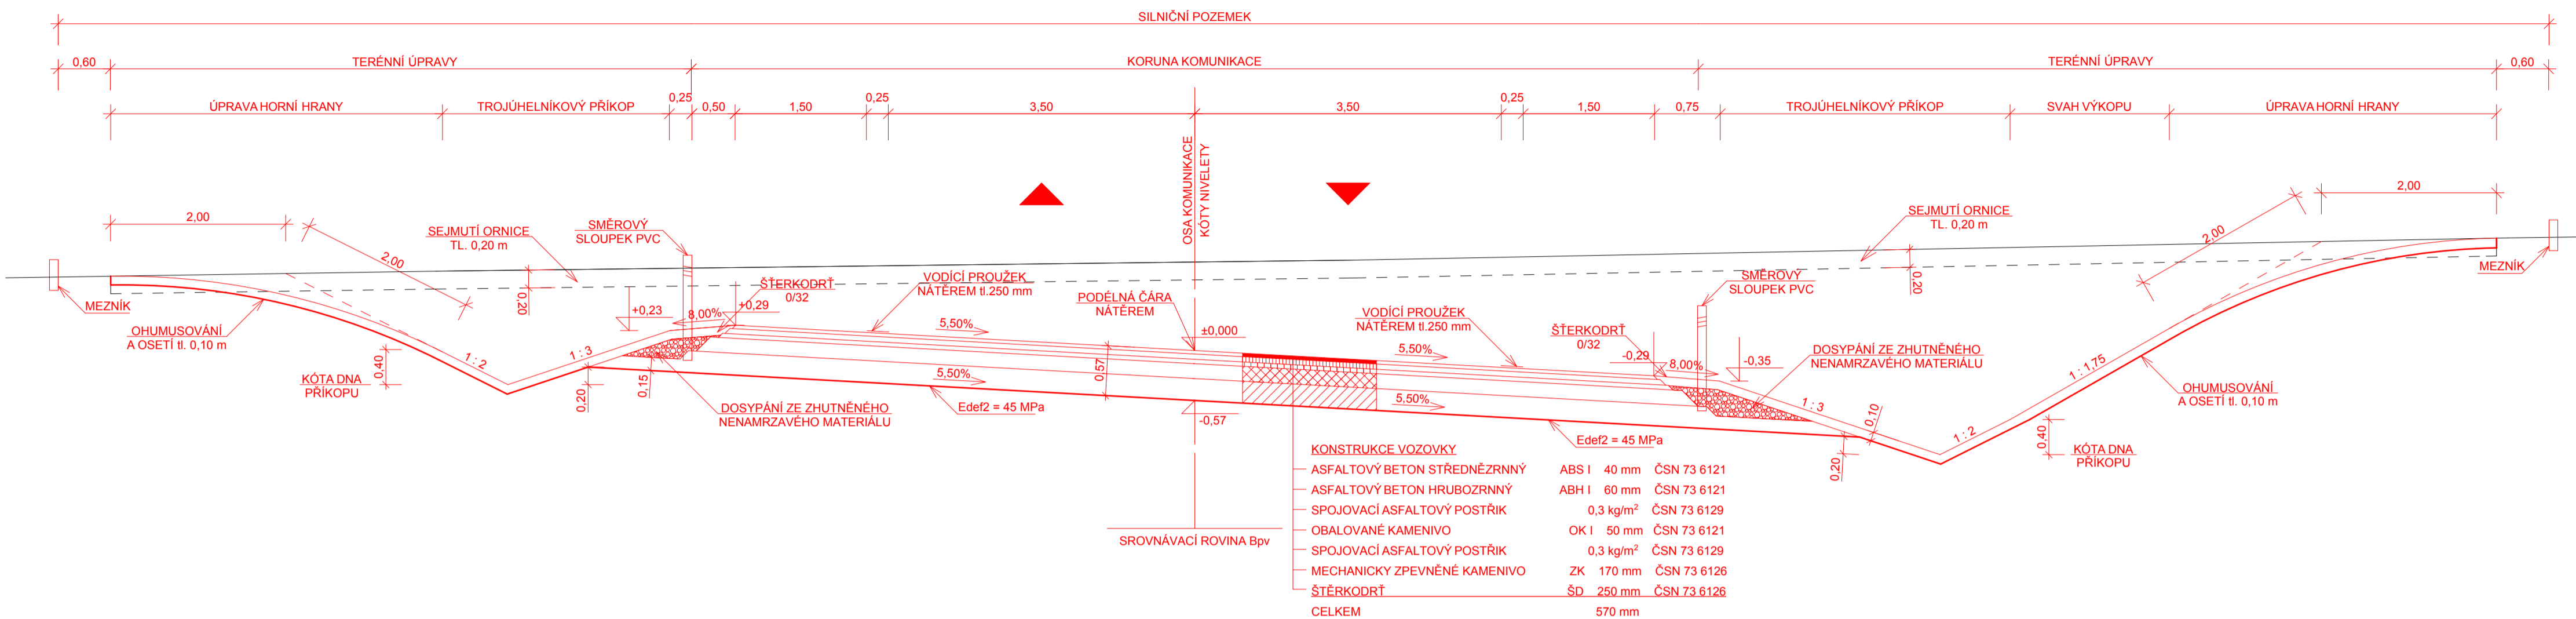 SILNIČNÍ POZEMEK
0,60 TERÉNNÍ ÚPRAVY KORUNA KOMUNIKACE TERÉNNÍ ÚPRAVY 0,60
ÚPRAVA HORNÍ HRANY TROJÚHELNÍKOVÝ PŘÍKOP 0,25 0,50 1,50 0,25 3,50 3,50 0,25 1,50 0,75 TROJÚHELNÍKOVÝ PŘÍKOP SVAH VÝKOPU ÚPRAVA HORNÍ HRANY
OSA KOMUNIKACE
KÓTY NIVELETY
2,00
2,00
SEJMUTÍ ORNICE
TL. 0,20 m
SMĚROVÝ
SLOUPEK PVC
MEZNÍK
OHUMUSOVÁNÍ
A OSETÍ tl. 0,10 m
0,20
+0,23
8,00%
+0,29
ŠTERKODRŤ
0/32
VODÍCÍ PROUŽEK
NÁTĚREM tl.250 mm
5,50%
PODÉLNÁ ČÁRA
NÁTĚREM
±0,000
0,40
KÓTA DNA
PŘÍKOPU
1 : 2
1 : 3
0,20
0,15
DOSYPÁNÍ ZE ZHUTNĚNÉHO
NENAMRZAVÉHO MATERIÁLU
5,50%
Edef2 = 45 MPa
0,57
-0,57
SROVNÁVACÍ ROVINA Bpv
VODÍCÍ PROUŽEK
NÁTĚREM tl.250 mm
5,50%
5,50%
ŠŤERKODRŤ
0/32
-0,29
8,00%
-0,35
SMĚROVÝ
SLOUPEK PVC
SEJMUTÍ ORNICE
TL. 0,20 m
0,20
2,00
2,00
MEZNÍK
DOSYPÁNÍ ZE ZHUTNĚNÉHO
NENAMRZAVÉHO MATERIÁLU
1 : 3
0,10
0,20
1 : 2
1 : 1,75
0,40
OHUMUSOVÁNÍ
A OSETÍ tl. 0,10 m
KÓTA DNA
PŘÍKOPU
Edef2 = 45 MPa
KONSTRUKCE VOZOVKY
ASFALTOVÝ BETON STŘEDNĚZRNNÝ ABS I 40 mm ČSN 73 6121
ASFALTOVÝ BETON HRUBOZRNNÝ ABH I 60 mm ČSN 73 6121
SPOJOVACÍ ASFALTOVÝ POSTŘIK 0,3 kg/m² ČSN 73 6129
OBALOVANÉ KAMENIVO OK I 50 mm ČSN 73 6121
SPOJOVACÍ ASFALTOVÝ POSTŘIK 0,3 kg/m² ČSN 73 6129
MECHANICKY ZPEVNĚNÉ KAMENIVO ZK 170 mm ČSN 73 6126
ŠTĚRKODRŤ ŠD 250 mm ČSN 73 6126
CELKEM 570 mm